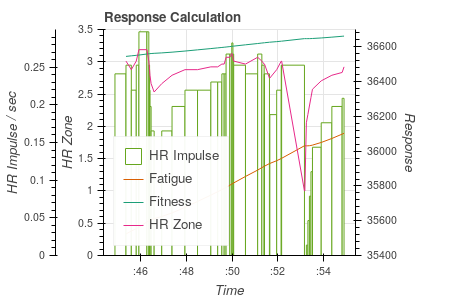 Response Calculation
HR Impulse / sec
0
0.05
0.1
0.15
0.2
0.25
HR Zone
0
0.5
1
1.5
2
2.5
3
3.5
HR Impulse
Fatigue
Fitness
HR Zone
36600
36400
36200
36000
35800
35600
35400
Response
:46
:48
:50
:52
:54
Time